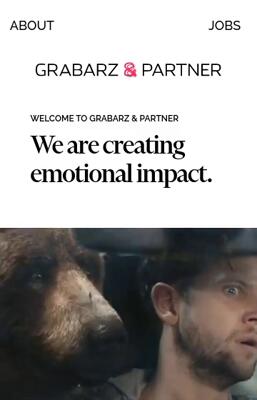 ABOUT JOBS
GRABARZ & PARTNER
WELCOME TO GRABARZ & PARTNER
We are creating
emotional impact.